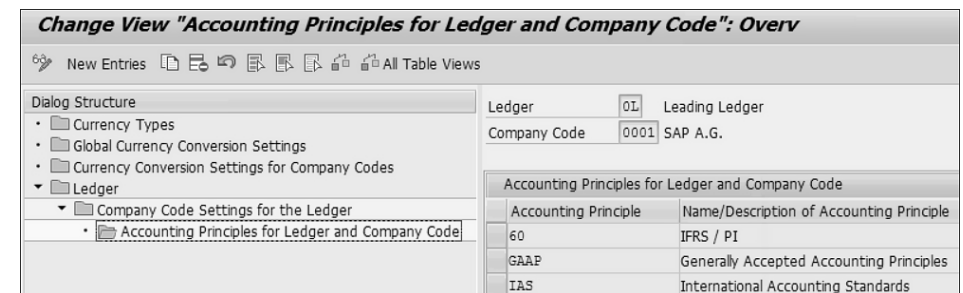 Change View "Accounting Principles for Ledger and Company Code": Overv
New Entries All Table Views
Dialog Structure
Currency Types
Global Currency Conversion Settings
Currency Conversion Settings for Company Codes
Ledger
Company Code Settings for the Ledger
Accounting Principles for Ledger and Company Code
Ledger 0L Leading Ledger
Company Code 0001 SAP A.G.
Accounting Principles for Ledger and Company Code
Accounting Principle Name/Description of Accounting Principle
60 IFRS / PI
GAAP Generally Accepted Accounting Principles
IAS International Accounting Standards